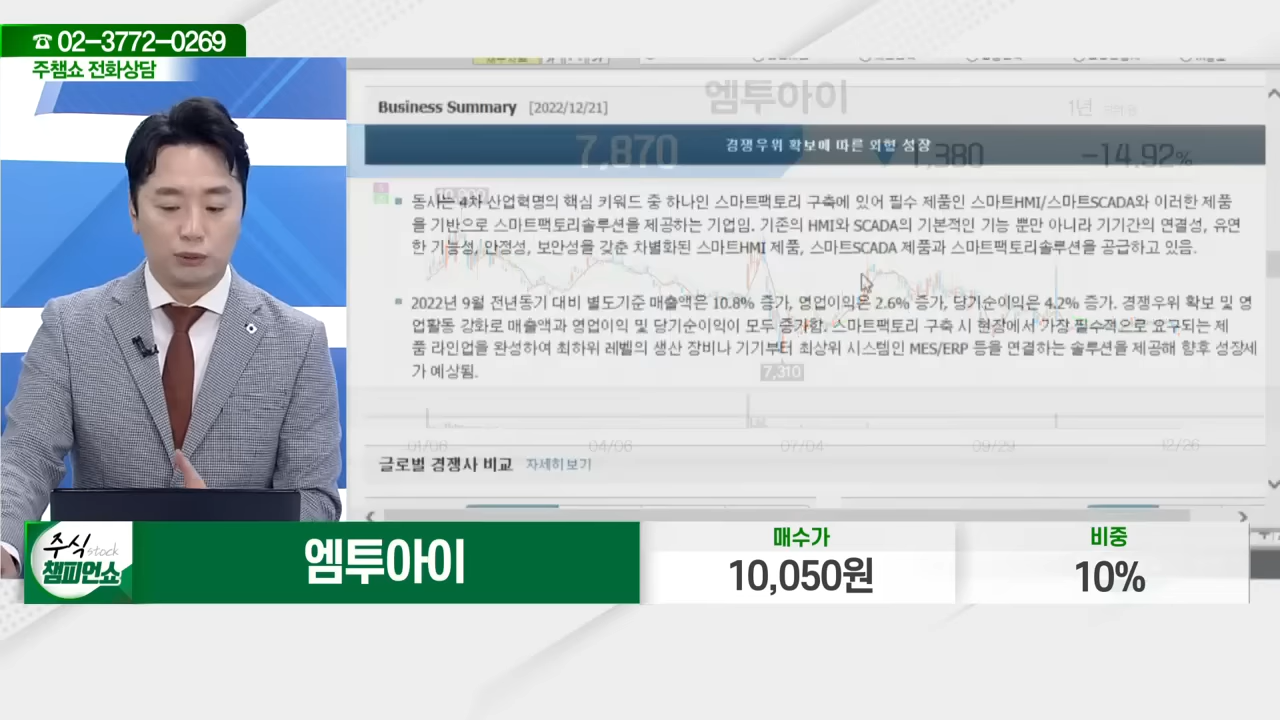 ☎ 02-3772-0269
주챔쇼 전화상담
Business Summary [2022/12/21]
엠투아이
1년
7,870
경쟁우위 확보에 따른 외형 성장
▼ 1,380
-14.92%
동사는 4차 산업혁명의 핵심 키워드 중 하나인 스마트팩토리 구축에 있어 필수 제품인 스마트HMI/스마트SCADA와 이러한 제품
을 기반으로 스마트팩토리솔루션을 제공하는 기업임. 기존의 HMI와 SCADA의 기본적인 기능 뿐만 아니라 기기간의 연결성, 유연
한 기능성, 안정성, 보안성을 갖춘 차별화된 스마트HMI 제품, 스마트SCADA 제품과 스마트팩토리솔루션을 공급하고 있음.
2022년 9월 전년동기 대비 별도기준 매출액은 10.8% 증가, 영업이익은 2.6% 증가, 당기순이익은 4.2% 증가. 경쟁우위 확보 및 영
업활동 강화로 매출액과 영업이익 및 당기순이익이 모두 증가함. 스마트팩토리 구축 시 현장에서 가장 필수적으로 요구되는 제
품 라인업을 완성하여 최하위 레벨의 생산 장비나 기기부터 최상위 시스템인 MES/ERP 등을 연결하는 솔루션을 제공해 향후 성장세
가 예상됨.
7,310
01/06 04/06 07/04 09/29 12/26
글로벌 경쟁사 비교 자세히보기
주식 stock
챔피언쇼
엠투아이
매수가
10,050원
비중
10%